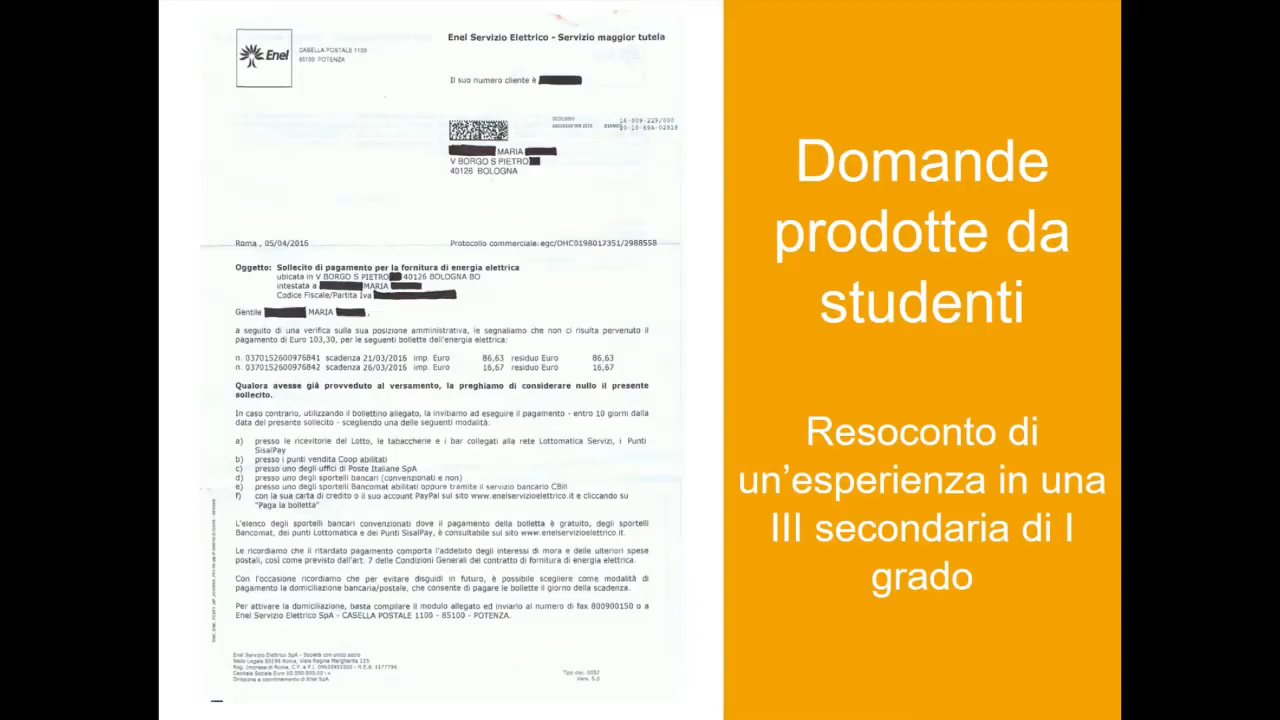 Enel
CASELLA POSTALE 1100
85100 POTENZA
Enel Servizio Elettrico - Servizio maggior tutela
Il suo numero cliente è
MARIA
V BORGO S PIETRO
40126 BOLOGNA
Roma , 05/04/2016
Protocollo commerciale: egc/DHC0198017351/2988558
Oggetto: Sollecito di pagamento per la fornitura di energia elettrica
ubicata in V BORGO S PIETRO 40126 BOLOGNA BO
intestata a MARIA
Codice Fiscale/Partita Iva
Gentile MARIA ,
a seguito di una verifica sulla sua posizione amministrativa, le segnaliamo che non ci risulta pervenuto il
pagamento di Euro 103,30, per le seguenti bollette dell'energia elettrica:
n. 0370152600976841 scadenza 21/03/2016 imp. Euro 86,63 residuo Euro 86,63
n. 0370152600976842 scadenza 26/03/2016 imp. Euro 16,67 residuo Euro 16,67
Qualora avesse già provveduto al versamento, la preghiamo di considerare nullo il presente
sollecito.
In caso contrario, utilizzando il bollettino allegato, la invitiamo ad eseguire il pagamento - entro 10 giorni dalla
data del presente sollecito - scegliendo una delle seguenti modalità:
a) presso le ricevitorie del Lotto, le tabaccherie e i bar collegati alla rete Lottomatica Servizi, i Punti
SisalPay
b) presso i punti vendita Coop abilitati
c) presso uno degli uffici di Poste Italiane SpA
d) presso uno degli sportelli bancari (convenzionati e non)
e) presso uno degli sportelli Bancomat abilitati oppure tramite il servizio bancario CBill
f) con la sua carta di credito o il suo account PayPal sul sito www.enelservizioelettrico.it e cliccando su
"Paga la bolletta"
L'elenco degli sportelli bancari convenzionati dove il pagamento della bolletta è gratuito, degli sportelli
Bancomat, dei punti Lottomatica e dei Punti SisalPay, è consultabile sul sito www.enelservizioelettrico.it.
Le ricordiamo che il ritardato pagamento comporta l'addebito degli interessi di mora e delle ulteriori spese
postali, così come previsto dall'art. 7 delle Condizioni Generali del contratto di fornitura di energia elettrica.
Con l'occasione ricordiamo che per evitare disguidi in futuro, è possibile scegliere come modalità di
pagamento la domiciliazione bancaria/postale, che consente di pagare le bollette il giorno della scadenza.
Per attivare la domiciliazione, basta compilare il modulo allegato ed inviarlo al numero di fax 800900150 o a
Enel Servizio Elettrico SpA - CASELLA POSTALE 1100 - 85100 - POTENZA.
Enel Servizio Elettrico SpA - Società con unico socio
Sede Legale 00198 Roma, Viale Regina Margherita 125
Capitale Sociale Euro 10.000.000,00 i.v.
Direzione e coordinamento di Enel SpA
Tipo doc. 0052
Vers. 5.0
Domande
prodotte da
studenti
Resoconto di
un'esperienza in una
III secondaria di I
grado